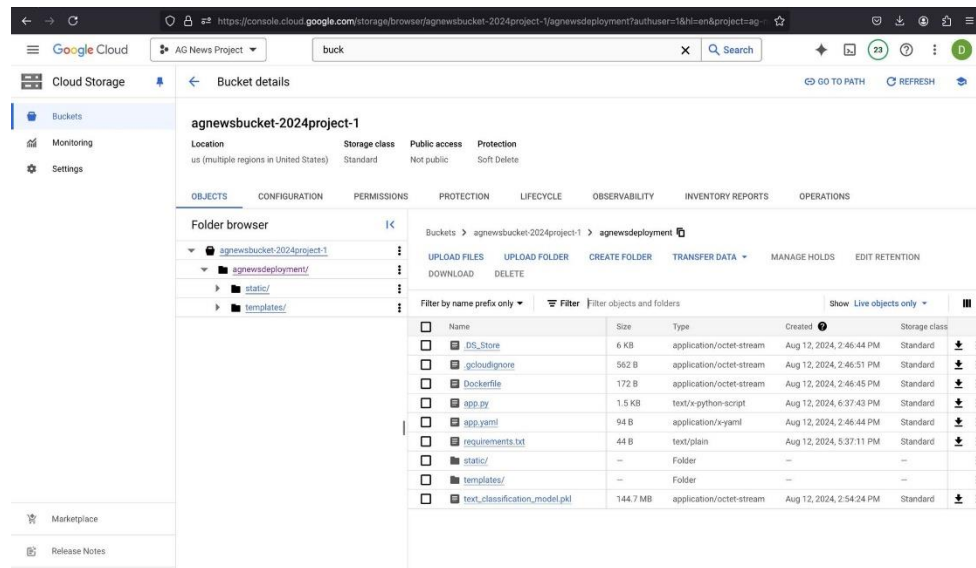 https://console.cloud.google.com/storage/browser/agnewsbucket-2024project-1/agnewsdeployment?authuser=1&hl=en&project=ag-
Google Cloud AG News Project buck Search 23 D
Cloud Storage Bucket details GO TO PATH REFRESH
Buckets
Monitoring
Settings
Marketplace
Release Notes
agnewsbucket-2024project-1
Location Storage class Public access Protection
us (multiple regions in United States) Standard Not public Soft Delete
OBJECTS CONFIGURATION PERMISSIONS PROTECTION LIFECYCLE OBSERVABILITY INVENTORY REPORTS OPERATIONS
Folder browser
agnewsbucket-2024project-1
agnewsdeployment/
static/
templates/
Buckets > agnewsbucket-2024project-1 > agnewsdeployment
UPLOAD FILES UPLOAD FOLDER CREATE FOLDER TRANSFER DATA MANAGE HOLDS EDIT RETENTION
DOWNLOAD DELETE
Filter by name prefix only Filter Filter objects and folders Show Live objects only
Name Size Type Created Storage class
.DS_Store 6 KB application/octet-stream Aug 12, 2024, 2:46:44 PM Standard
.gcloudignore 562 B application/octet-stream Aug 12, 2024, 2:46:51 PM Standard
Dockerfile 172 B application/octet-stream Aug 12, 2024, 2:46:45 PM Standard
app.py 1.5 KB text/x-python-script Aug 12, 2024, 6:37:43 PM Standard
app.yaml 94 B application/x-yaml Aug 12, 2024, 2:46:44 PM Standard
requirements.txt 44 B text/plain Aug 12, 2024, 5:37:11 PM Standard
static/ — Folder — —
templates/ — Folder — —
text_classification_model.pkl 144.7 MB application/octet-stream Aug 12, 2024, 2:54:24 PM Standard